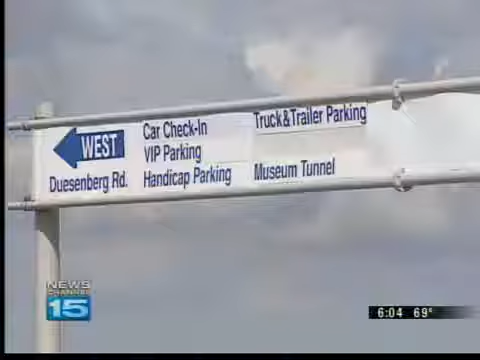 WEST
Duesenberg Rd.
Car Check-In
VIP Parking
Handicap Parking
Truck&Trailer Parking
Museum Tunnel
NEWS
CHANNEL
15
6:04 69°